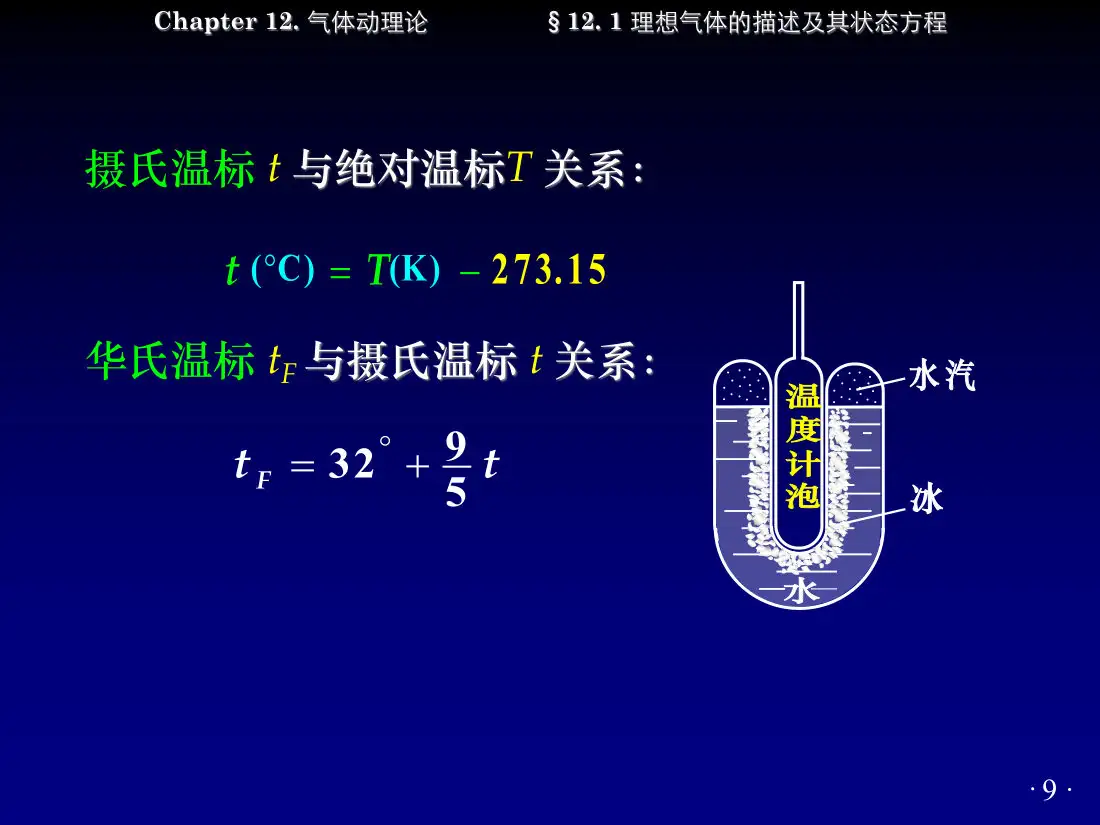 Chapter 12. 气体动理论 §12. 1 理想气体的描述及其状态方程
摄氏温标 t 与绝对温标T 关系：
t (°C) = T(K) − 273.15
华氏温标 t_F 与摄氏温标 t 关系：
t_F = 32° + 9/5 t
水汽
温度计泡
冰
水
· 9 ·